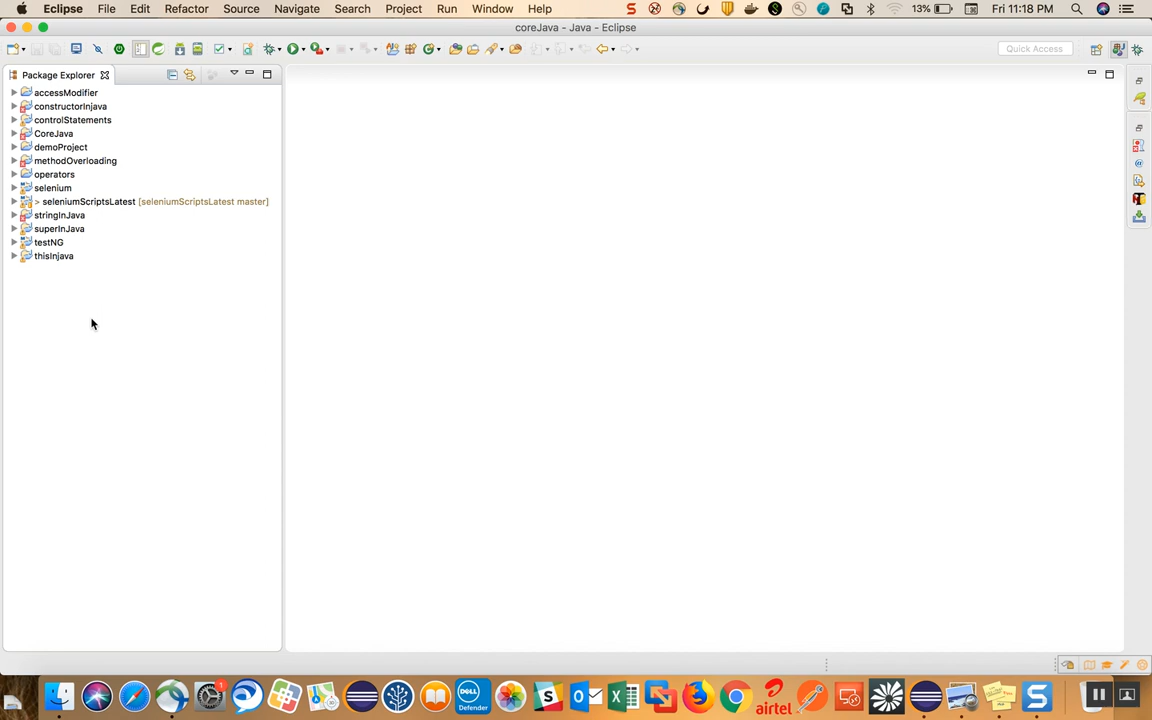 Eclipse File Edit Refactor Source Navigate Search Project Run Window Help 13% Fri 11:18 PM
coreJava - Java - Eclipse
Quick Access
Package Explorer
accessModifier
constructorInjava
controlStatements
CoreJava
demoProject
methodOverloading
operators
selenium
> seleniumScriptsLatest [seleniumScriptsLatest master]
stringInJava
superInJava
testNG
thisInjava
DELL
Defender
airtel